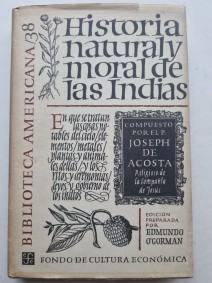 BIBLIOTECA AMERICANA/38
Historia
natural y
moral de
las Indias
En que se tratan
las cosas no
tables del cielo/ ele
mentos/ metales/
plantas y anima
les dellas/ y los
ritos/ y ceremonias/
leyes y gobierno de
los indios
COMPUESTO
POR EL P.
JOSEPH
DE
ACOSTA
Religioso de
la Compañía
de Jesús
EDICIÓN
PREPARADA
POR
EDMUNDO
O'GORMAN
FONDO DE CULTURA ECONÓMICA